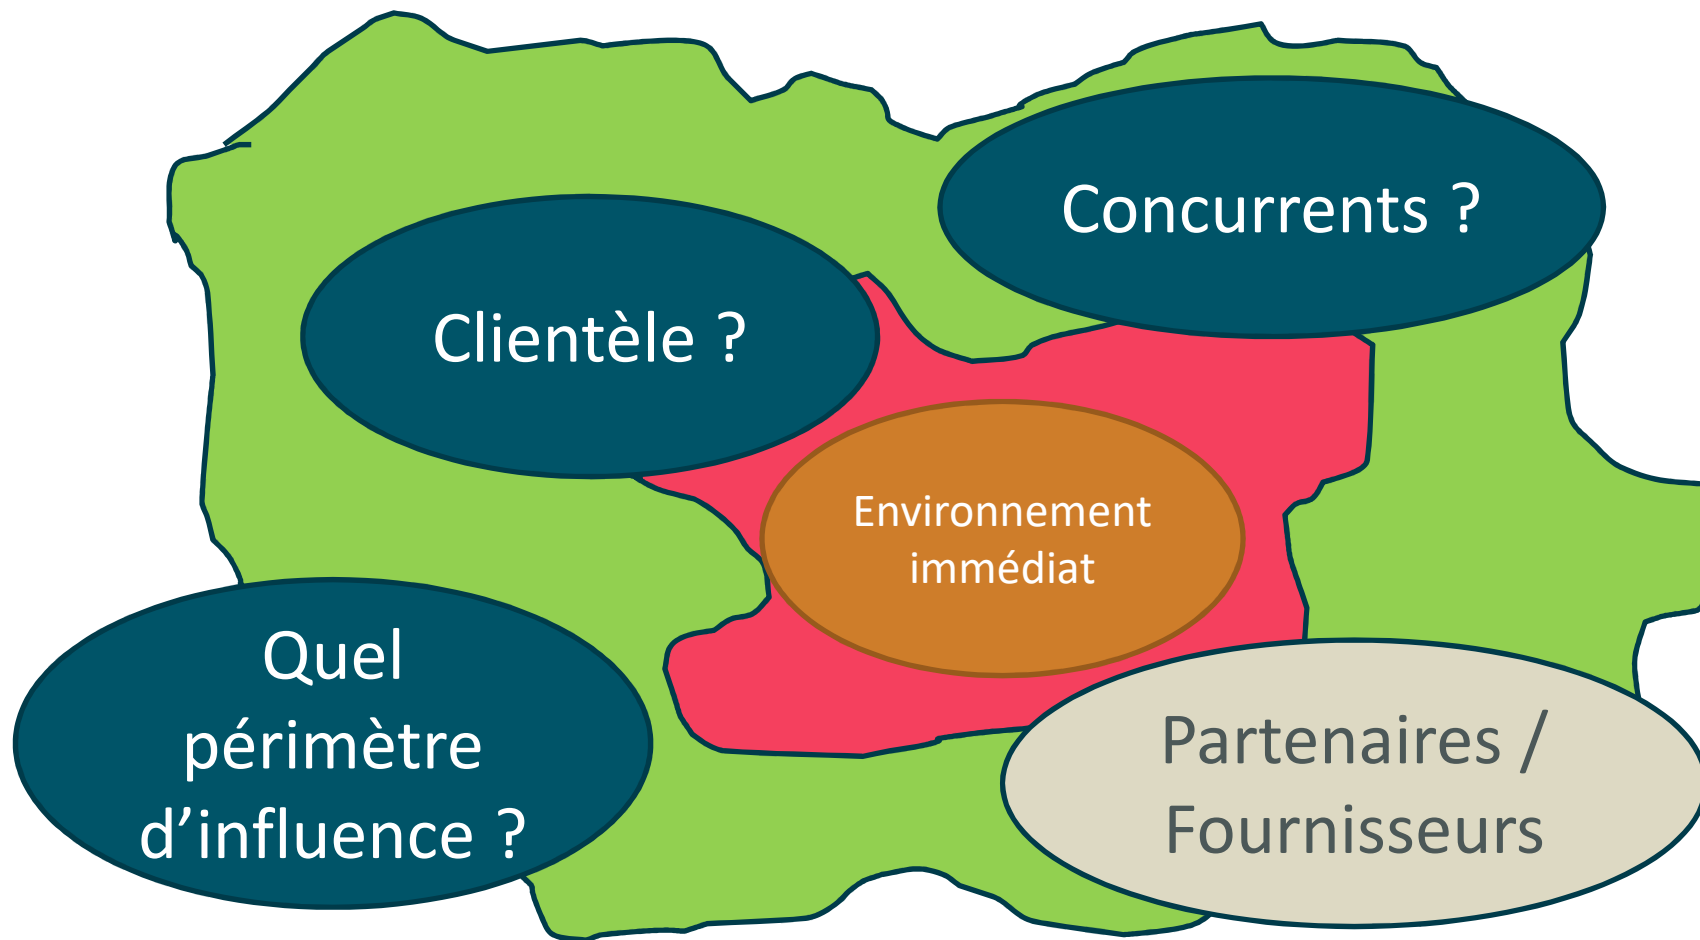 Concurrents ?
Clientèle ?
Environnement
immédiat
Quel
périmètre
d’influence ?
Partenaires /
Fournisseurs